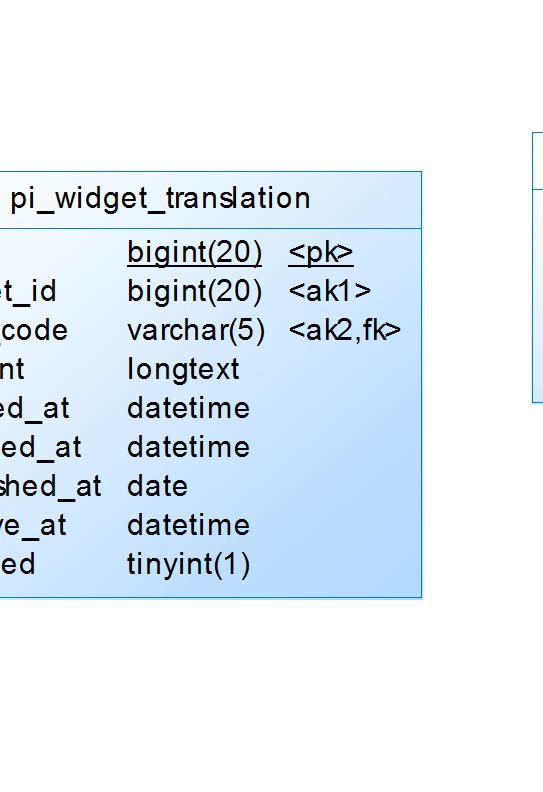 pi_widget_translation
bigint(20) <pk>
t_id bigint(20) <ak1>
_code varchar(5) <ak2,fk>
nt longtext
ed_at datetime
ed_at datetime
shed_at date
ve_at datetime
ed tinyint(1)